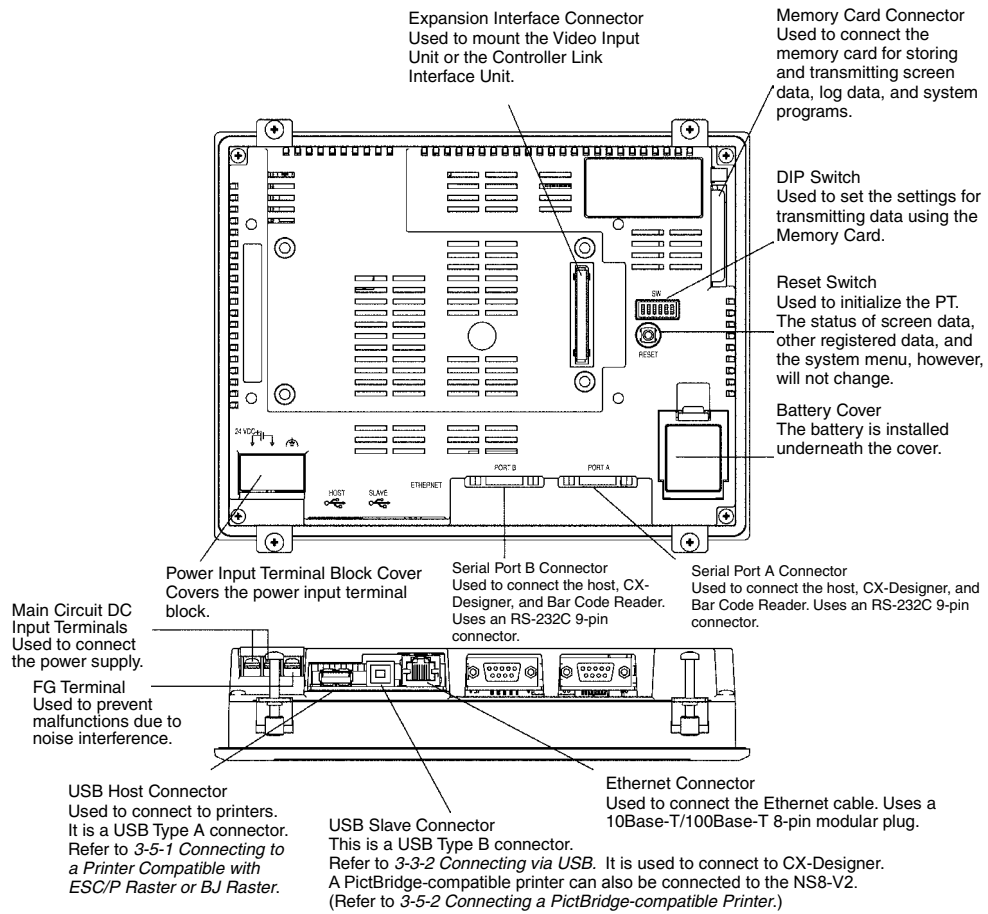 Expansion Interface Connector
Used to mount the Video Input
Unit or the Controller Link
Interface Unit.
Memory Card Connector
Used to connect the
memory card for storing
and transmitting screen
data, log data, and system
programs.
DIP Switch
Used to set the settings for
transmitting data using the
Memory Card.
Reset Switch
Used to initialize the PT.
The status of screen data,
other registered data, and
the system menu, however,
will not change.
Battery Cover
The battery is installed
underneath the cover.
SW
RESET
24 VDC
HOST
SLAVE
ETHERNET
PORT B
PORT A
Power Input Terminal Block Cover
Covers the power input terminal
block.
Serial Port B Connector
Used to connect the host, CX-
Designer, and Bar Code Reader.
Uses an RS-232C 9-pin
connector.
Serial Port A Connector
Used to connect the host, CX-Designer, and
Bar Code Reader. Uses an RS-232C 9-pin
connector.
Main Circuit DC
Input Terminals
Used to connect
the power supply.
FG Terminal
Used to prevent
malfunctions due to
noise interference.
USB Host Connector
Used to connect to printers.
It is a USB Type A connector.
Refer to 3-5-1 Connecting to
a Printer Compatible with
ESC/P Raster or BJ Raster.
USB Slave Connector
This is a USB Type B connector.
Refer to 3-3-2 Connecting via USB. It is used to connect to CX-Designer.
A PictBridge-compatible printer can also be connected to the NS8-V2.
(Refer to 3-5-2 Connecting a PictBridge-compatible Printer.)
Ethernet Connector
Used to connect the Ethernet cable. Uses a
10Base-T/100Base-T 8-pin modular plug.